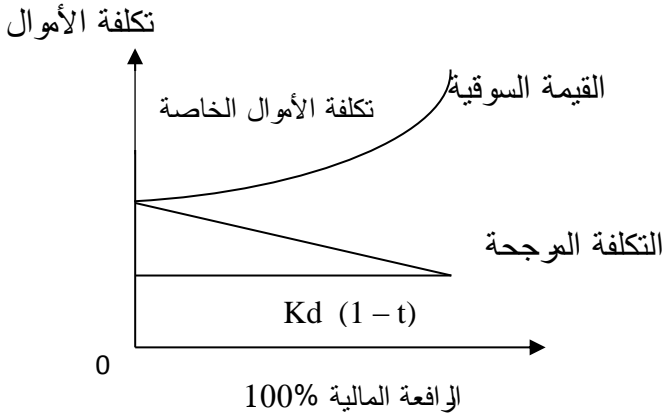 تكلفة الأموال
القيمة السوقية
تكلفة الأموال الخاصة
التكلفة المرجحة
Kd (1 – t)
0
الرافعة المالية 100%